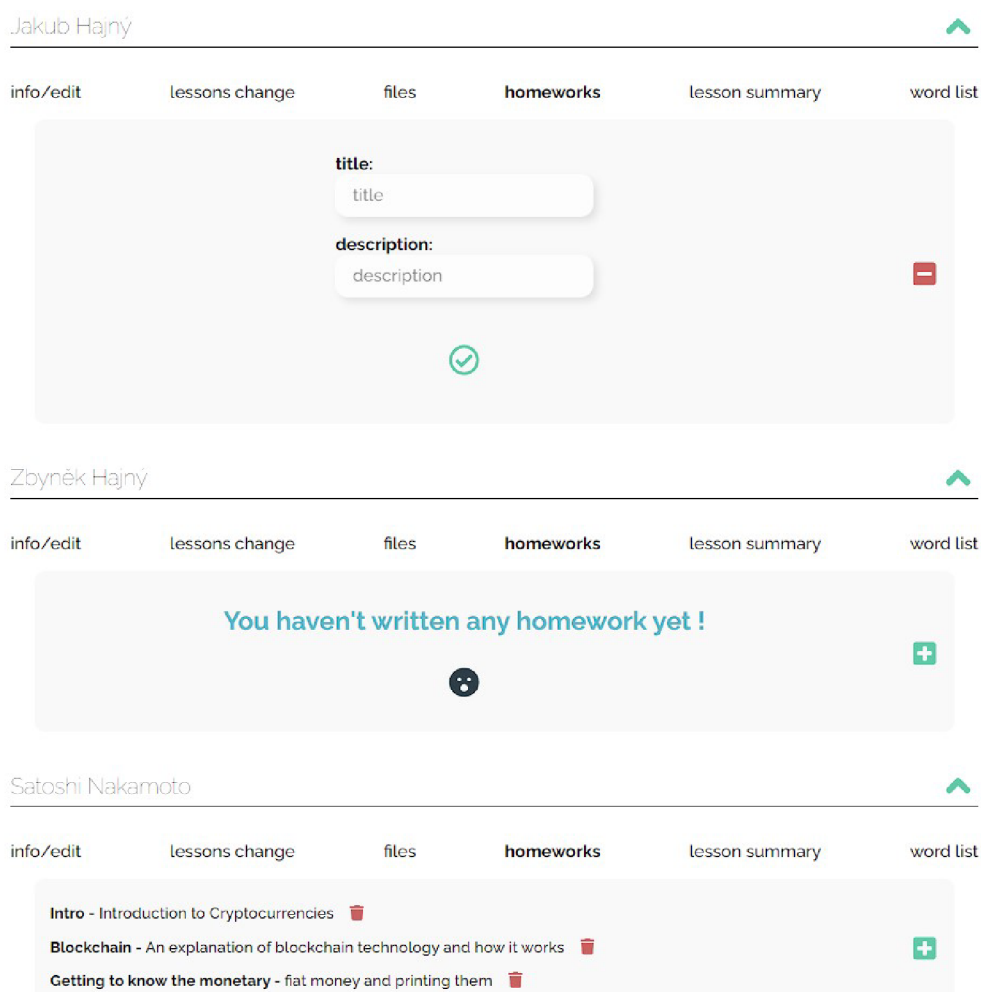 Jakub Hajný
info/edit lessons change files homeworks lesson summary word list
title:
title
description:
description
Zbyněk Hajný
info/edit lessons change files homeworks lesson summary word list
You haven't written any homework yet !
Satoshi Nakamoto
info/edit lessons change files homeworks lesson summary word list
Intro - Introduction to Cryptocurrencies
Blockchain - An explanation of blockchain technology and how it works
Getting to know the monetary - fiat money and printing them